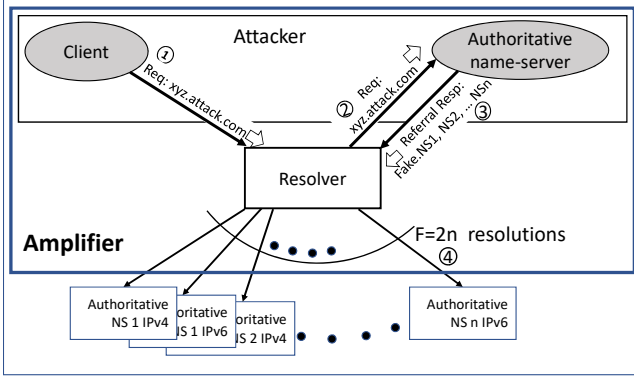 Attacker
Client
①
Req: xyz.attack.com
②
Req:
xyz.attack.com
Authoritative
name-server
Referral Resp:
Fake.NS1, NS2, ... NSn
③
Resolver
Amplifier
F=2n resolutions
④
Authoritative
NS 1 IPv4
Authoritative
NS 1 IPv6
Authoritative
NS 2 IPv4
Authoritative
NS n IPv6